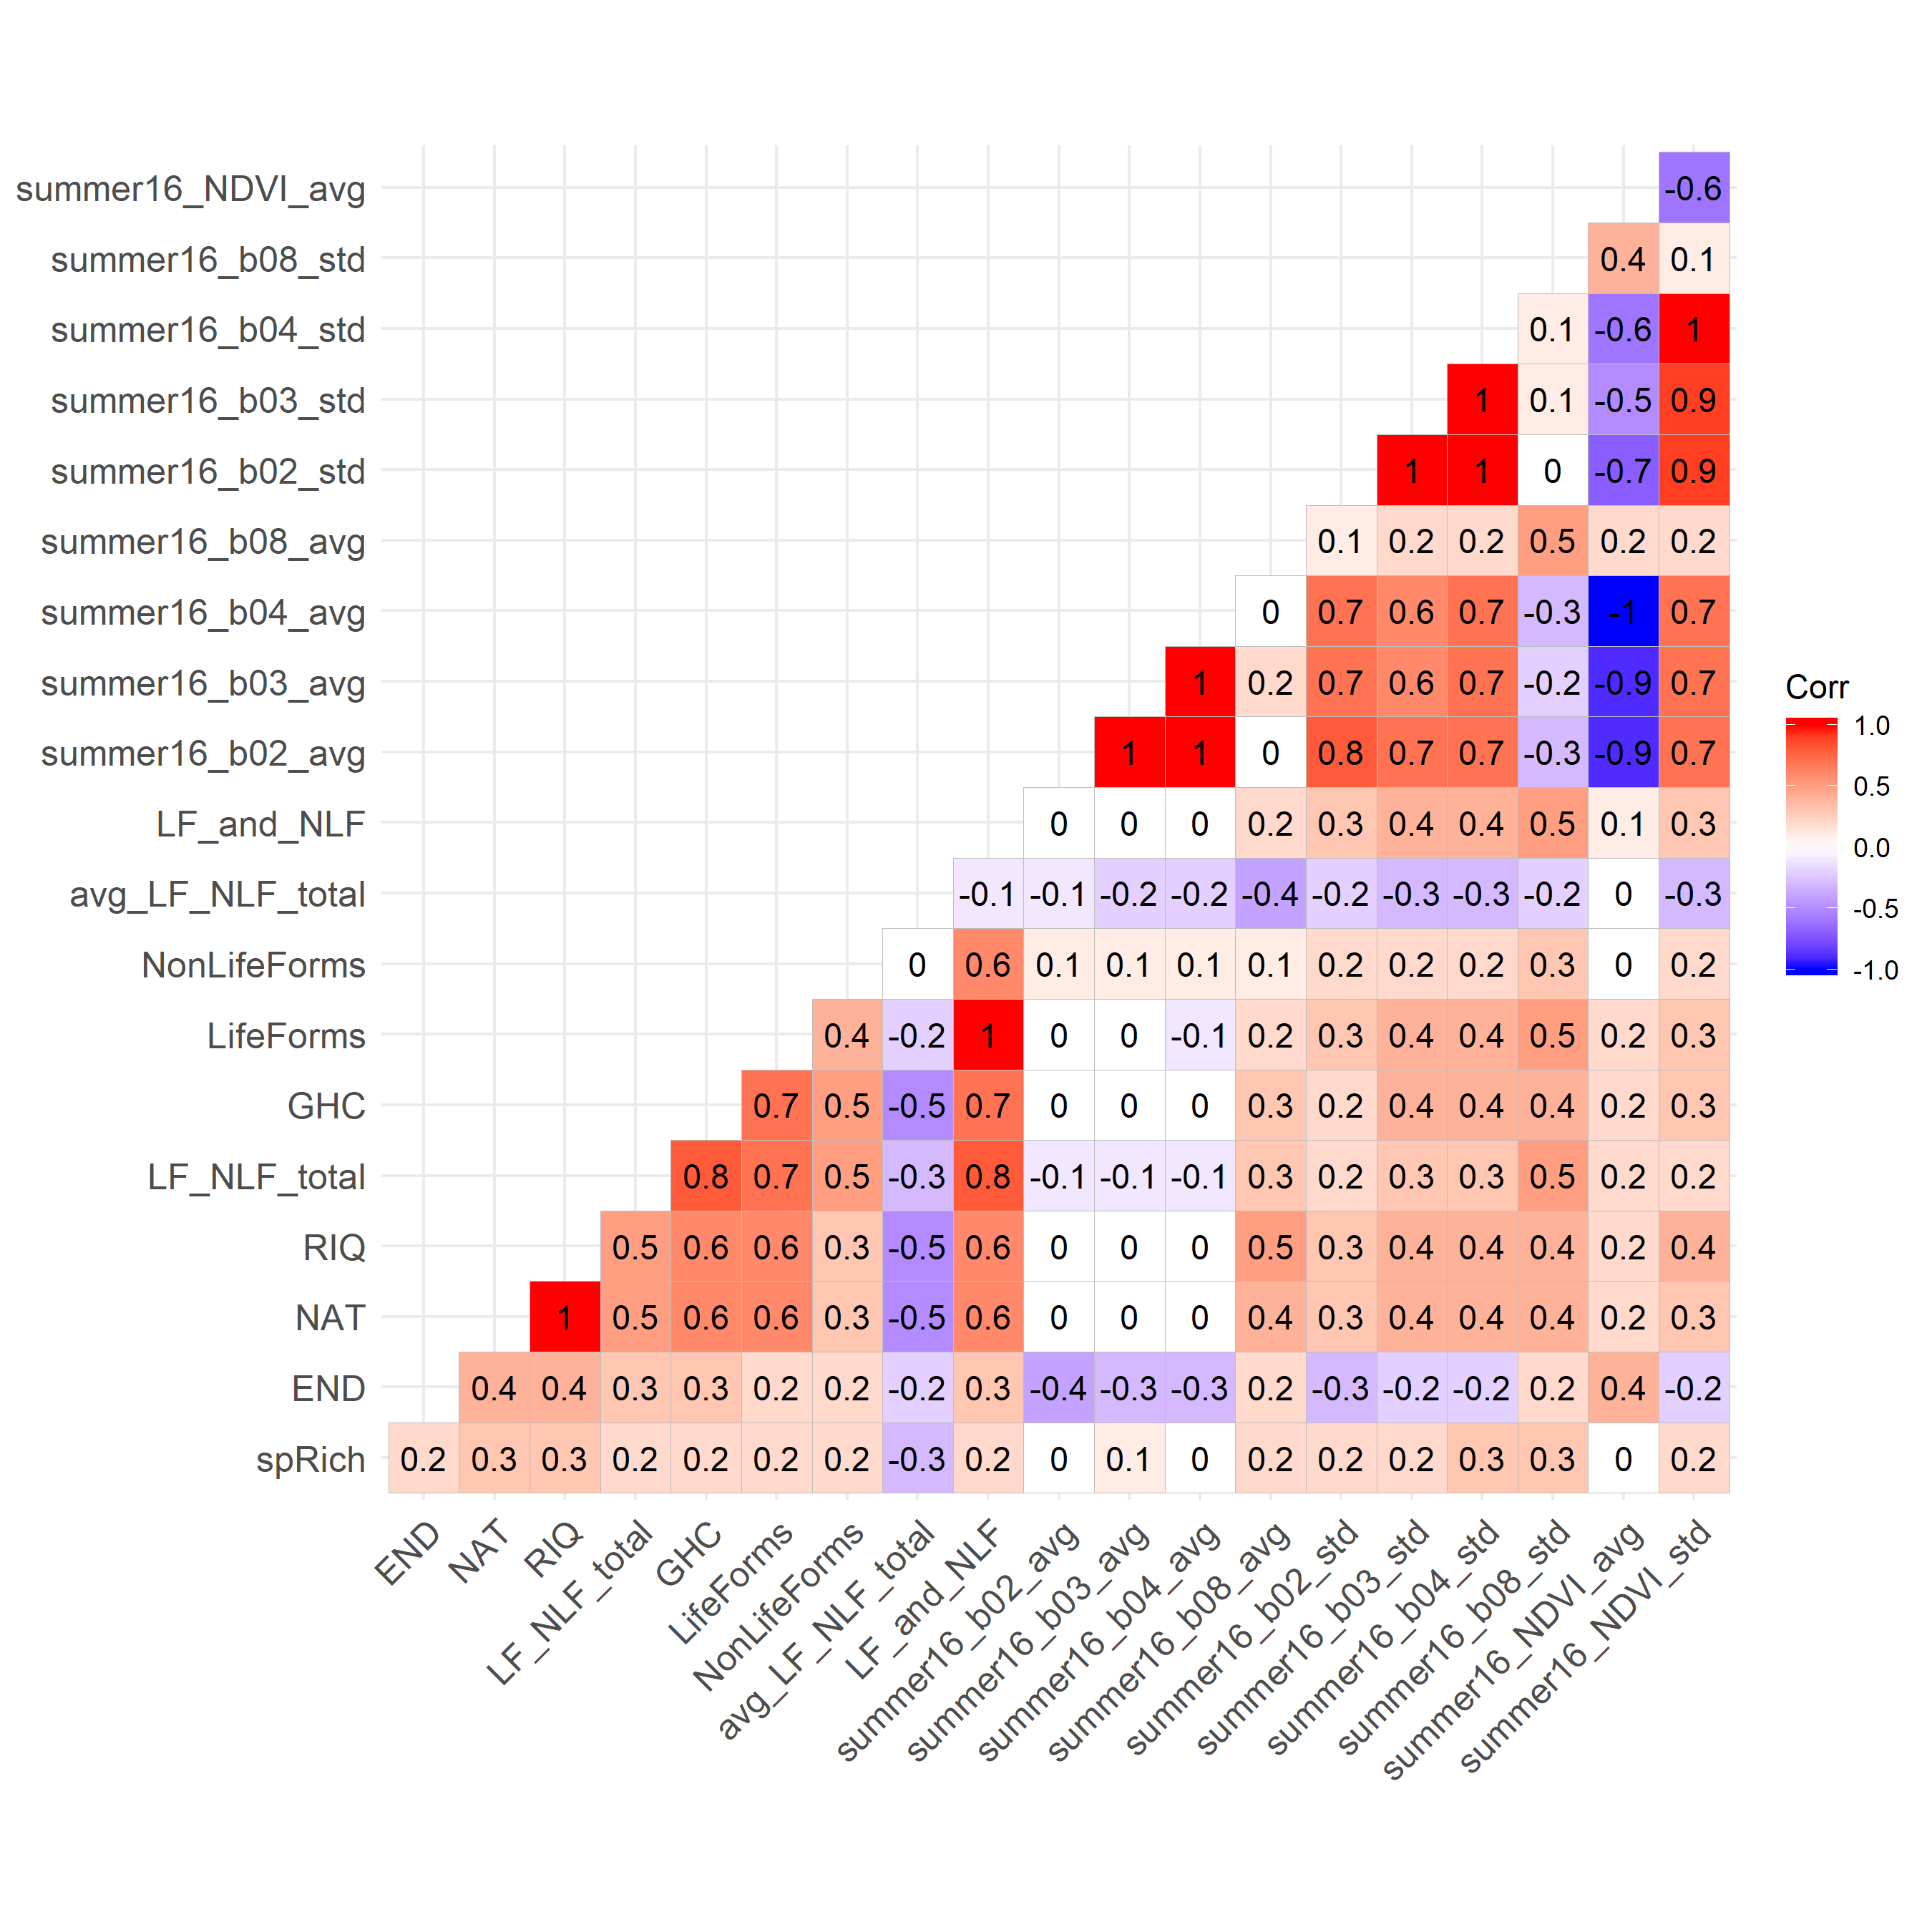 summer16_NDVI_avg -0.6
summer16_b08_std 0.4 0.1
summer16_b04_std 0.1 -0.6 1
summer16_b03_std 1 0.1 -0.5 0.9
summer16_b02_std 1 1 0 -0.7 0.9
summer16_b08_avg 0.1 0.2 0.2 0.5 0.2 0.2
summer16_b04_avg 0 0.7 0.6 0.7 -0.3 -1 0.7
summer16_b03_avg 1 0.2 0.7 0.6 0.7 -0.2 -0.9 0.7
summer16_b02_avg 1 1 0 0.8 0.7 0.7 -0.3 -0.9 0.7
LF_and_NLF 0 0 0 0.2 0.3 0.4 0.4 0.5 0.1 0.3
avg_LF_NLF_total -0.1 -0.1 -0.2 -0.2 -0.4 -0.2 -0.3 -0.3 -0.2 0 -0.3
NonLifeForms 0 0.6 0.1 0.1 0.1 0.1 0.2 0.2 0.2 0.3 0 0.2
LifeForms 0.4 -0.2 1 0 0 -0.1 0.2 0.3 0.4 0.4 0.5 0.2 0.3
GHC 0.7 0.5 -0.5 0.7 0 0 0 0.3 0.2 0.4 0.4 0.4 0.2 0.3
LF_NLF_total 0.8 0.7 0.5 -0.3 0.8 -0.1 -0.1 -0.1 0.3 0.2 0.3 0.3 0.5 0.2 0.2
RIQ 0.5 0.6 0.6 0.3 -0.5 0.6 0 0 0 0.5 0.3 0.4 0.4 0.4 0.2 0.4
NAT 1 0.5 0.6 0.6 0.3 -0.5 0.6 0 0 0 0.4 0.3 0.4 0.4 0.4 0.2 0.3
END 0.4 0.4 0.3 0.3 0.2 0.2 -0.2 0.3 -0.4 -0.3 -0.3 0.2 -0.3 -0.2 -0.2 0.2 0.4 -0.2
spRich 0.2 0.3 0.3 0.2 0.2 0.2 0.2 -0.3 0.2 0 0.1 0 0.2 0.2 0.2 0.3 0.3 0 0.2
END
NAT
RIQ
LF_NLF_total
GHC
LifeForms
NonLifeForms
avg_LF_NLF_total
LF_and_NLF
summer16_b02_avg
summer16_b03_avg
summer16_b04_avg
summer16_b08_avg
summer16_b02_std
summer16_b03_std
summer16_b04_std
summer16_b08_std
summer16_NDVI_avg
summer16_NDVI_std
Corr
1.0
0.5
0.0
-0.5
-1.0